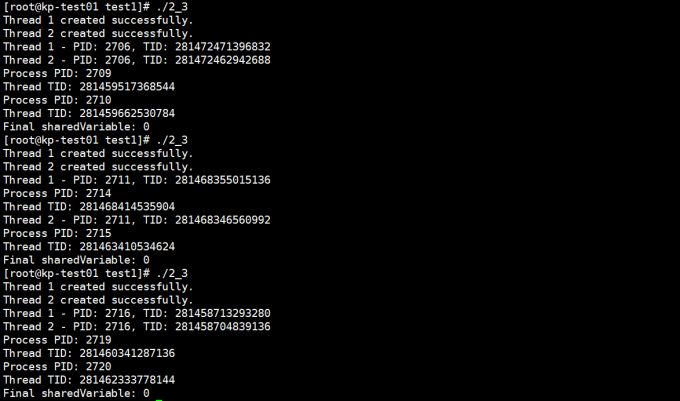 [root@kp-test01 test1]# ./2_3
Thread 1 created successfully.
Thread 2 created successfully.
Thread 1 - PID: 2706, TID: 281472471396832
Thread 2 - PID: 2706, TID: 281472462942688
Process PID: 2709
Thread TID: 281459517368544
Process PID: 2710
Thread TID: 281459662530784
Final sharedVariable: 0
[root@kp-test01 test1]# ./2_3
Thread 1 created successfully.
Thread 2 created successfully.
Thread 1 - PID: 2711, TID: 281468355015136
Process PID: 2714
Thread TID: 281468414535904
Thread 2 - PID: 2711, TID: 281468346560992
Process PID: 2715
Thread TID: 281463410534624
Final sharedVariable: 0
[root@kp-test01 test1]# ./2_3
Thread 1 created successfully.
Thread 2 created successfully.
Thread 1 - PID: 2716, TID: 281458713293280
Thread 2 - PID: 2716, TID: 281458704839136
Process PID: 2719
Thread TID: 281460341287136
Process PID: 2720
Thread TID: 281462333778144
Final sharedVariable: 0